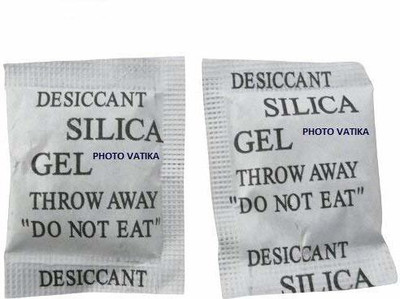 DESICCANT
SILICA
GEL PHOTO VATIKA
THROW AWAY
"DO NOT EAT"
DESICCANT
DESICCANT
SILICA
GEL PHOTO VATIKA
THROW AWAY
"DO NOT EAT"
DESICCANT
SILICA